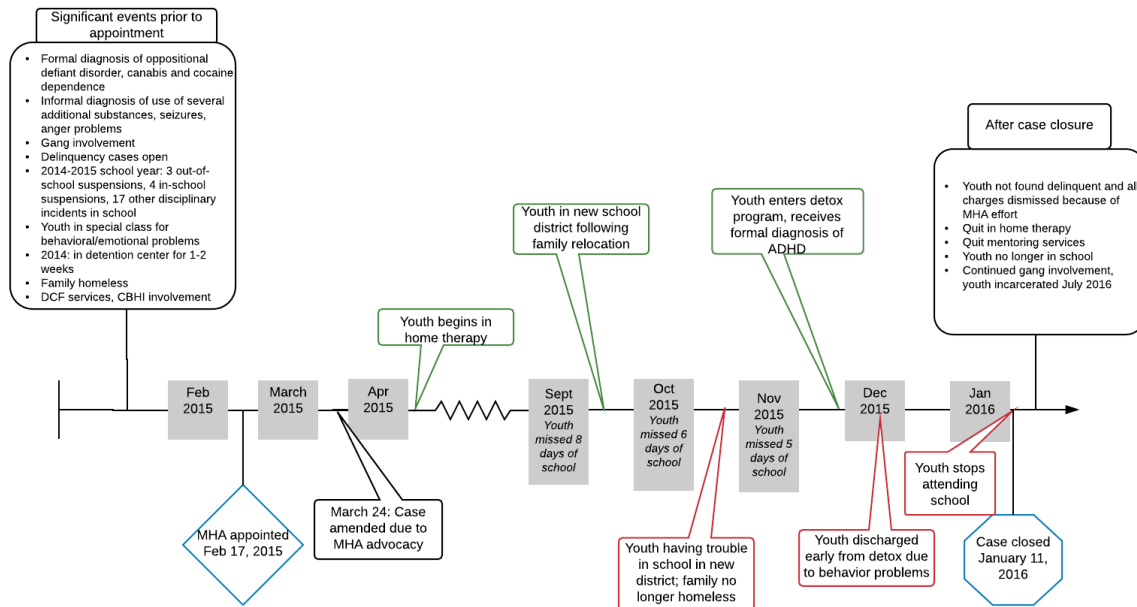 Significant events prior to
appointment
• Formal diagnosis of oppositional
defiant disorder, canabis and cocaine
dependence
• Informal diagnosis of use of several
additional substances, seizures,
anger problems
• Gang involvement
• Delinquency cases open
• 2014-2015 school year: 3 out-of-
school suspensions, 4 in-school
suspensions, 17 other disciplinary
incidents in school
• Youth in special class for
behavioral/emotional problems
• 2014: in detention center for 1-2
weeks
• Family homeless
• DCF services, CBHI involvement
After case closure
• Youth not found delinquent and all
charges dismissed because of
MHA effort
• Quit in home therapy
• Quit mentoring services
• Youth no longer in school
• Continued gang involvement,
youth incarcerated July 2016
Youth in new school
district following
family relocation
Youth enters detox
program, receives
formal diagnosis of
ADHD
Youth begins in
home therapy
Feb
2015
March
2015
Apr
2015
Sept
2015
Youth
missed 8
days of
school
Oct
2015
Youth
missed 6
days of
school
Nov
2015
Youth
missed 5
days of
school
Dec
2015
Jan
2016
MHA appointed
Feb 17, 2015
March 24: Case
amended due to
MHA advocacy
Youth having trouble
in school in new
district; family no
longer homeless
Youth discharged
early from detox due
to behavior problems
Youth stops
attending
school
Case closed
January 11,
2016